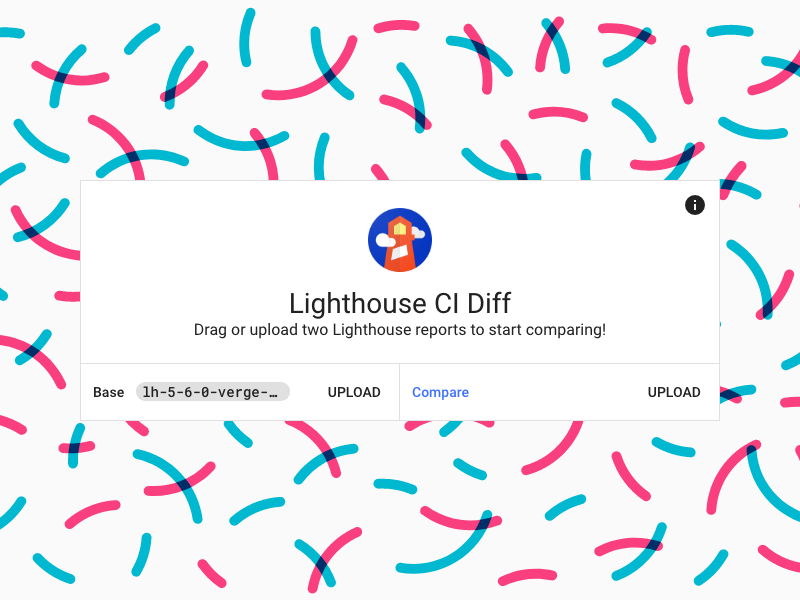 Lighthouse CI Diff
Drag or upload two Lighthouse reports to start comparing!
Base lh-5-6-0-verge-… UPLOAD Compare UPLOAD